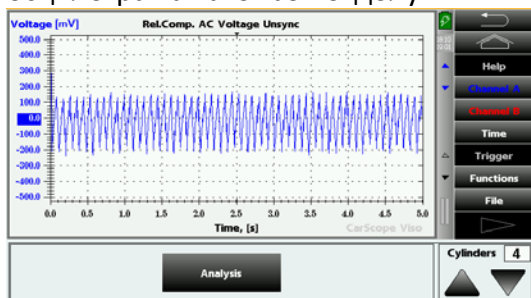 Voltage [mV]
Rel.Comp. AC Voltage Unsync
500.0
400.0
300.0
200.0
100.0
0.0
-100.0
-200.0
-300.0
-400.0
-500.0
0.0 0.5 1.0 1.5 2.0 2.5 3.0 3.5 4.0 4.5 5.0
Time, [s]
CarScope Viso
Help
Channel A
Channel B
Time
Trigger
Functions
File
Analysis
Cylinders 4